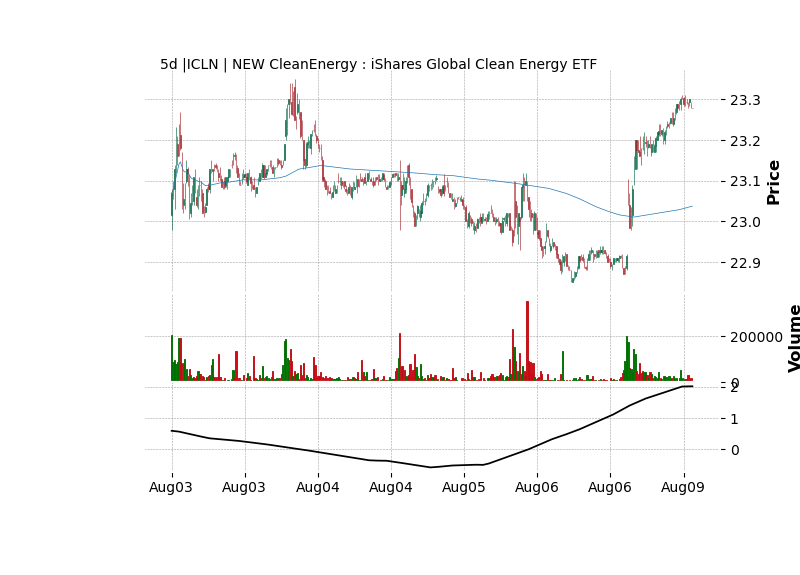 5d |ICLN | NEW CleanEnergy : iShares Global Clean Energy ETF
23.3
23.2
23.1
23.0
22.9
Price
200000
0
Volume
2
1
0
Aug03 Aug03 Aug04 Aug04 Aug05 Aug06 Aug06 Aug09